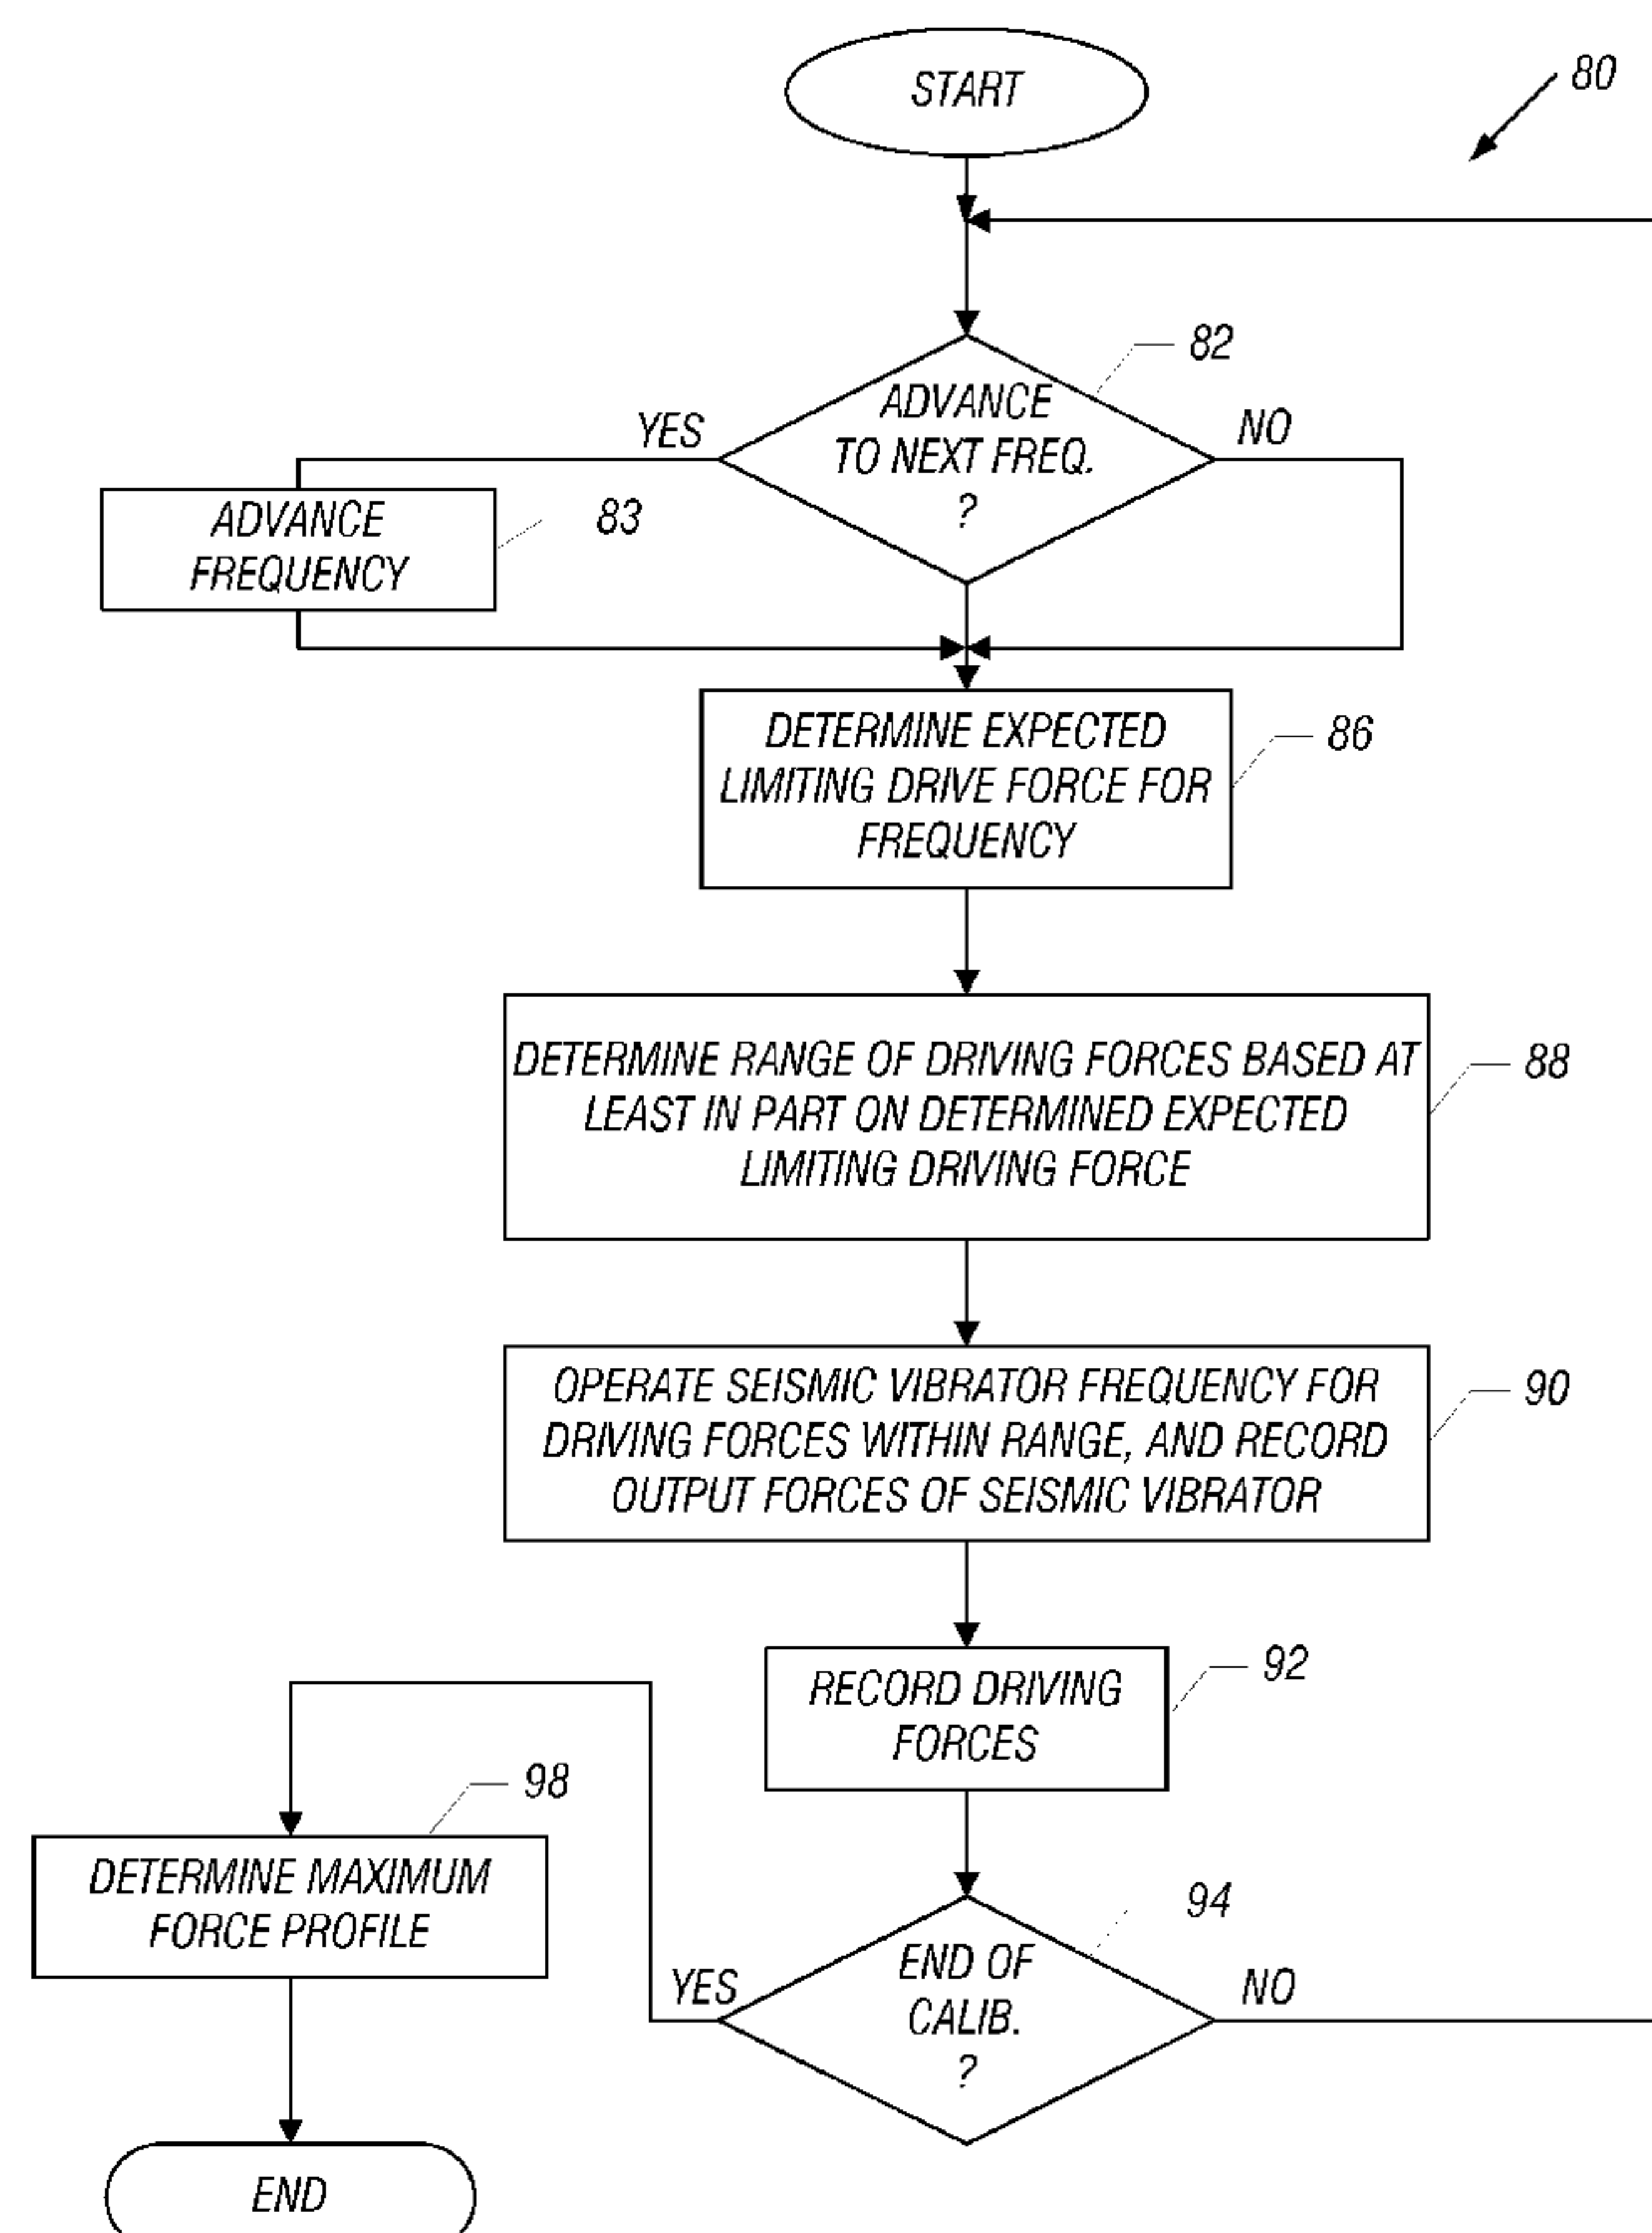 START
80
82
ADVANCE
TO NEXT FREQ.
?
YES
NO
ADVANCE
FREQUENCY
83
DETERMINE EXPECTED
LIMITING DRIVE FORCE FOR
FREQUENCY
86
DETERMINE RANGE OF DRIVING FORCES BASED AT
LEAST IN PART ON DETERMINED EXPECTED
LIMITING DRIVING FORCE
88
OPERATE SEISMIC VIBRATOR FREQUENCY FOR
DRIVING FORCES WITHIN RANGE, AND RECORD
OUTPUT FORCES OF SEISMIC VIBRATOR
90
RECORD DRIVING
FORCES
92
98
DETERMINE MAXIMUM
FORCE PROFILE
94
END OF
CALIB.
?
YES
NO
END